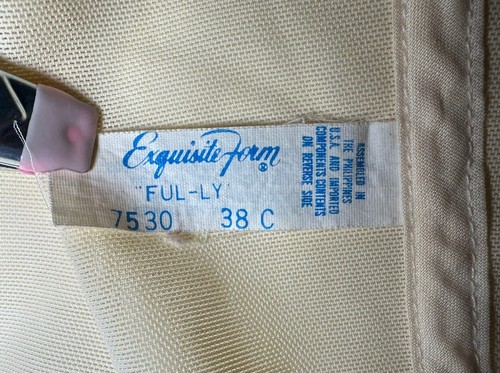 Exquisite Form®
"FUL-LY"
7530 38 C
ASSEMBLED IN
THE PHILIPPINES
U.S.A. AND IMPORTED
COMPONENTS CONTENTS
ON REVERSE SIDE